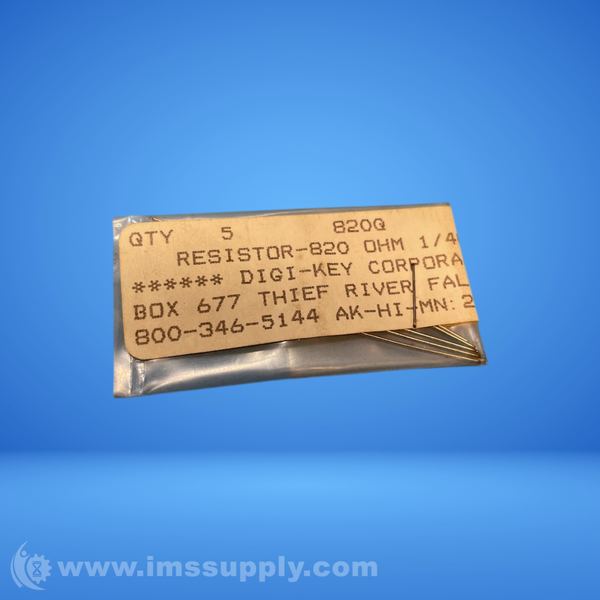 QTY 5 820Q
RESISTOR-820 OHM 1/4
****** DIGI-KEY CORPORA
BOX 677 THIEF RIVER FAL
800-346-5144 AK-HI-MN: 2
www.imssupply.com